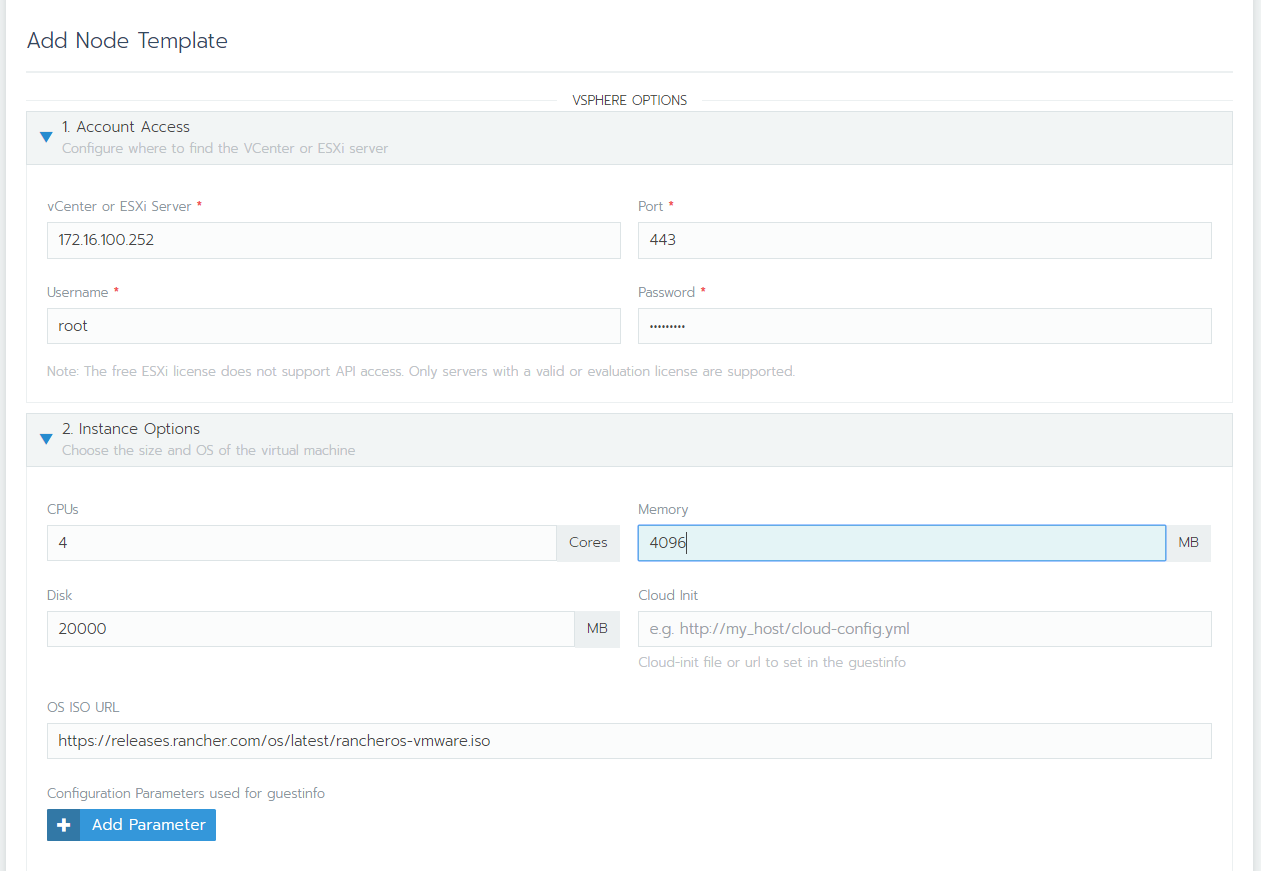 Add Node Template
VSPHERE OPTIONS
1. Account Access
Configure where to find the VCenter or ESXi server
vCenter or ESXi Server *
Port *
172.16.100.252
443
Username *
Password *
root
•••••••••
Note: The free ESXi license does not support API access. Only servers with a valid or evaluation license are supported.
2. Instance Options
Choose the size and OS of the virtual machine
CPUs
Memory
4 Cores
4096 MB
Disk
Cloud Init
20000 MB
e.g. http://my_host/cloud-config.yml
Cloud-init file or url to set in the guestinfo
OS ISO URL
https://releases.rancher.com/os/latest/rancheros-vmware.iso
Configuration Parameters used for guestinfo
+ Add Parameter